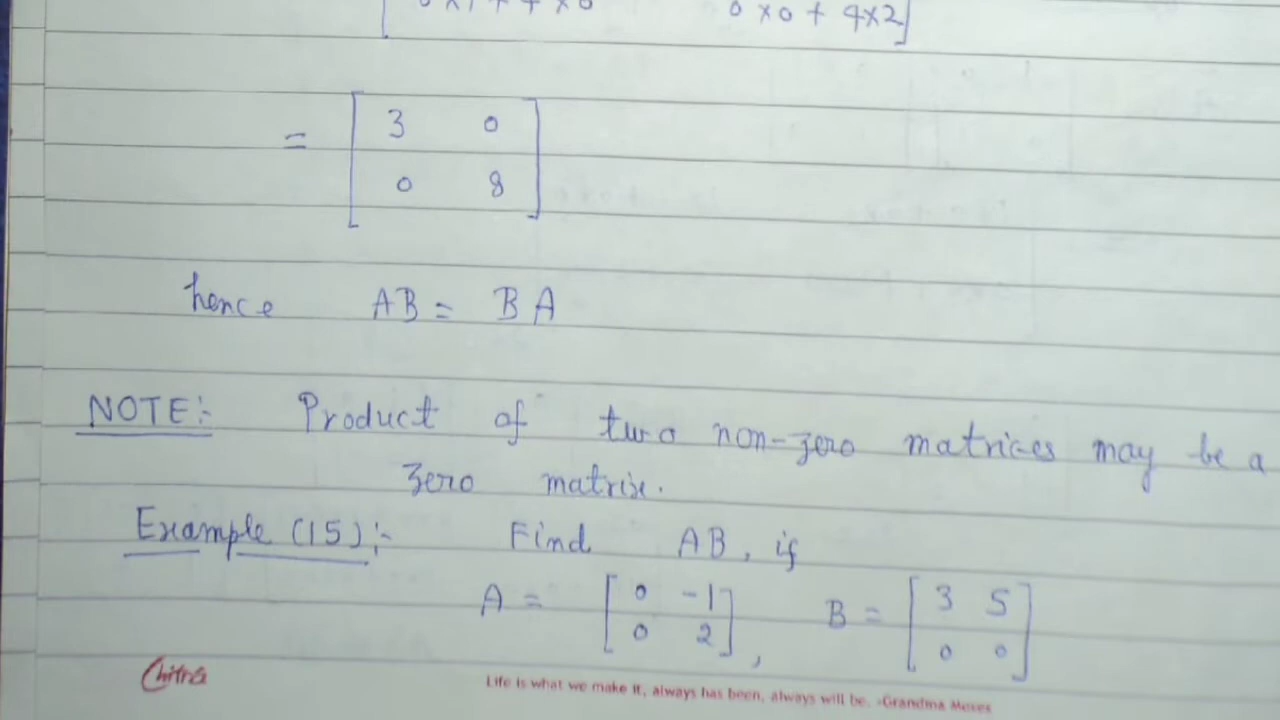 0 x 0 + 4x2]
= [ 3 0
0 8 ]
hence AB = BA
NOTE:- Product of two non-zero matrices may be a
zero matrix.
Example (15):- Find AB, if
A = [ 0 -1
0 2 ], B = [ 3 5
0 0 ]
Chitra
Life is what we make it, always has been, always will be. -Grandma Moses